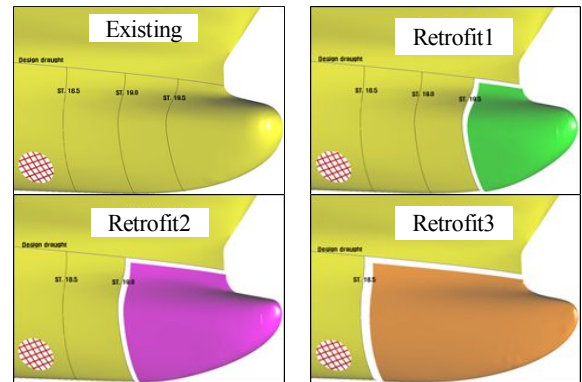 Existing
Design draught
ST. 18.5
ST. 19.0
ST. 19.5
Retrofit1
Design draught
ST. 18.5
ST. 19.0
ST. 19.5
Retrofit2
Design draught
ST. 18.5
ST. 19.0
Retrofit3
Design draught
ST. 18.5